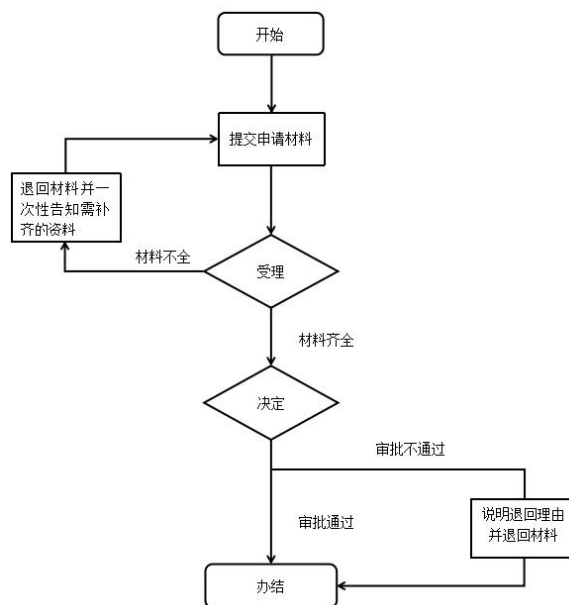 开始
提交申请材料
退回材料并一
次性告知需补
齐的资料
材料不全
受理
材料齐全
决定
审批不通过
审批通过
说明退回理由
并退回材料
办结